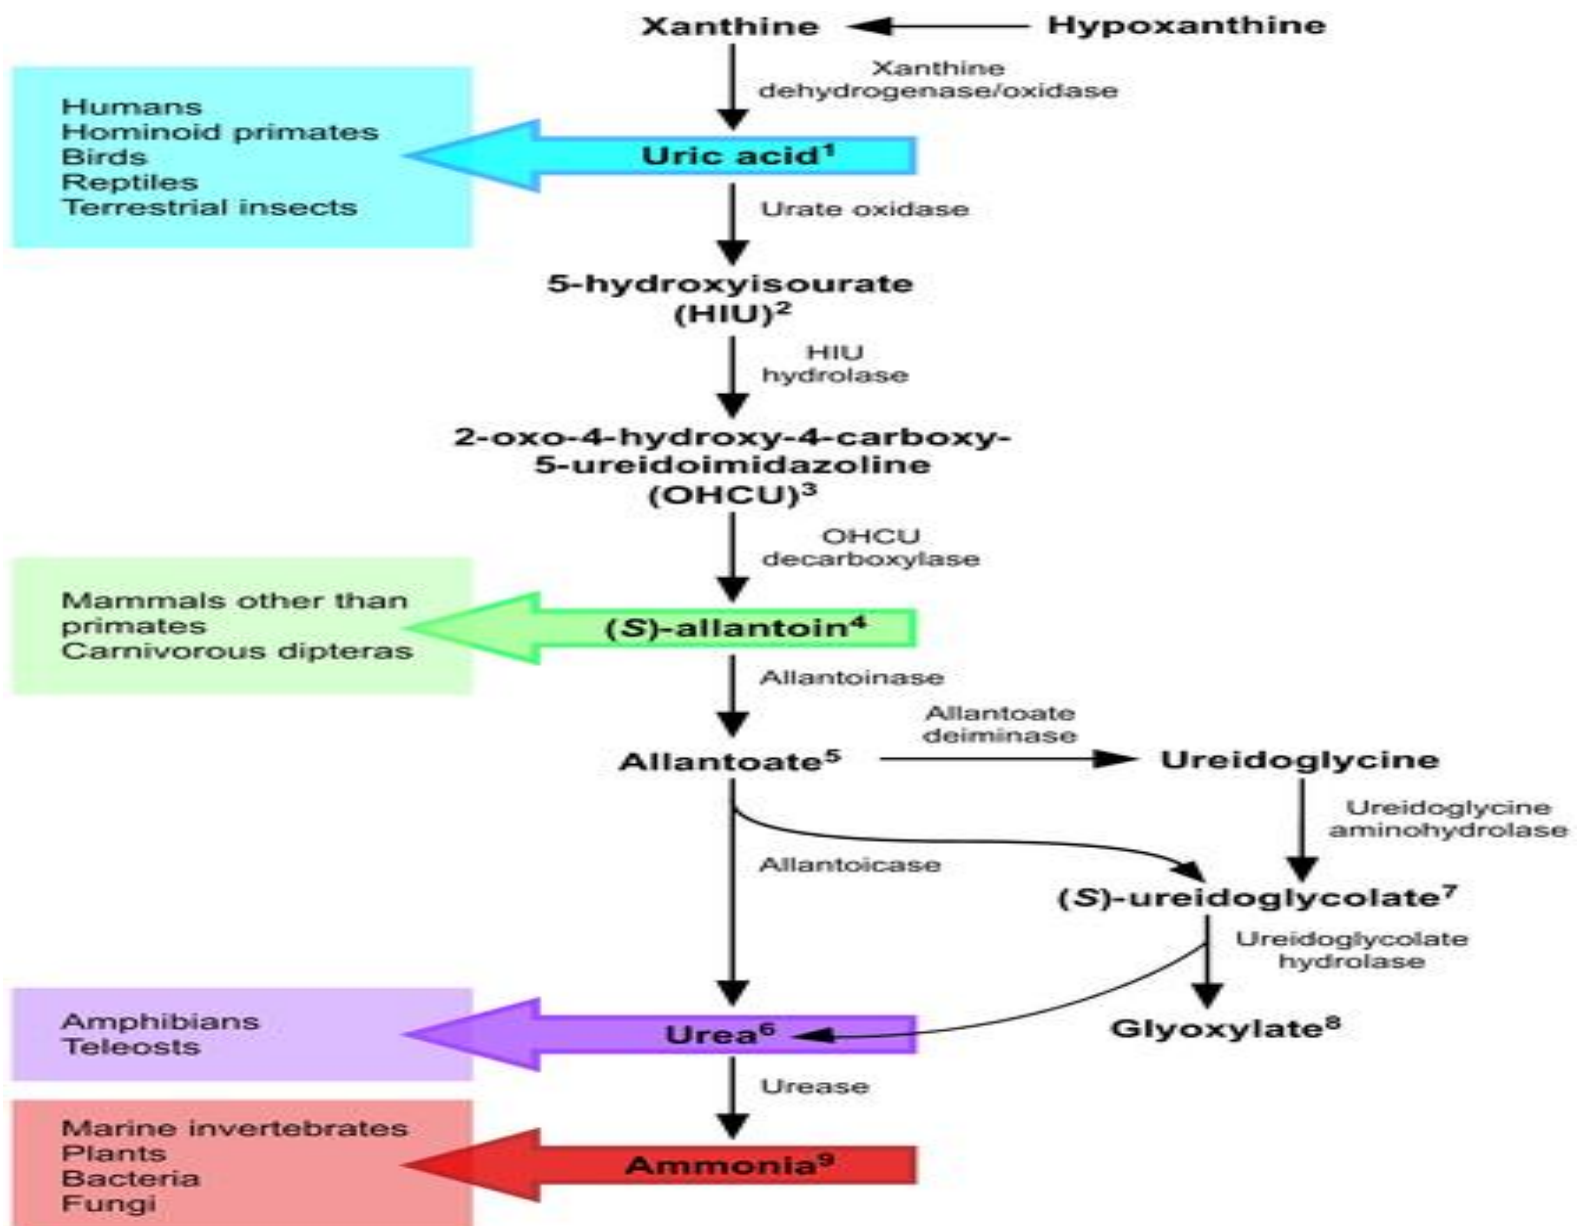 Xanthine
Hypoxanthine
Xanthine
dehydrogenase/oxidase
Humans
Hominoid primates
Birds
Reptiles
Terrestrial insects
Uric acid¹
Urate oxidase
5-hydroxyisourate
(HIU)²
HIU
hydrolase
2-oxo-4-hydroxy-4-carboxy-
5-ureidoimidazoline
(OHCU)³
OHCU
decarboxylase
Mammals other than
primates
Carnivorous dipteras
(S)-allantoin⁴
Allantoinase
Allantoate
deiminase
Allantoate⁵
Ureidoglycine
Ureidoglycine
aminohydrolase
Allantoicase
(S)-ureidoglycolate⁷
Ureidoglycolate
hydrolase
Amphibians
Teleosts
Urea⁶
Glyoxylate⁸
Urease
Marine invertebrates
Plants
Bacteria
Fungi
Ammonia⁹